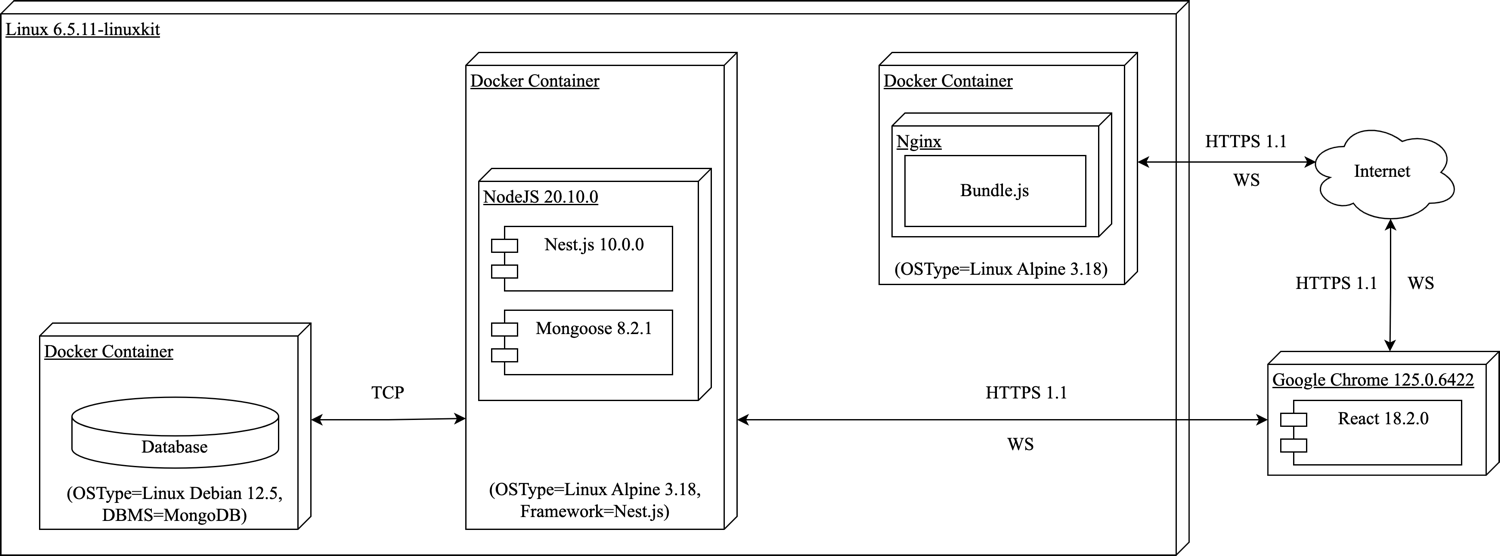 Linux 6.5.11-linuxkit
Docker Container
Database
(OSType=Linux Debian 12.5,
DBMS=MongoDB)
TCP
Docker Container
NodeJS 20.10.0
Nest.js 10.0.0
Mongoose 8.2.1
(OSType=Linux Alpine 3.18,
Framework=Nest.js)
Docker Container
Nginx
Bundle.js
(OSType=Linux Alpine 3.18)
HTTPS 1.1
WS
Internet
HTTPS 1.1
WS
HTTPS 1.1
WS
Google Chrome 125.0.6422
React 18.2.0